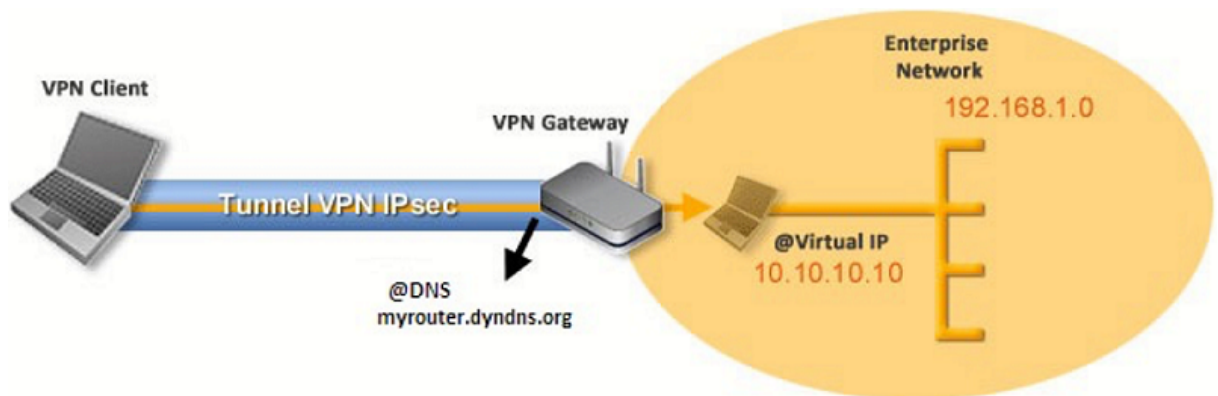 VPN Client
Tunnel VPN IPsec
VPN Gateway
@DNS
myrouter.dyndns.org
Enterprise
Network
192.168.1.0
@Virtual IP
10.10.10.10